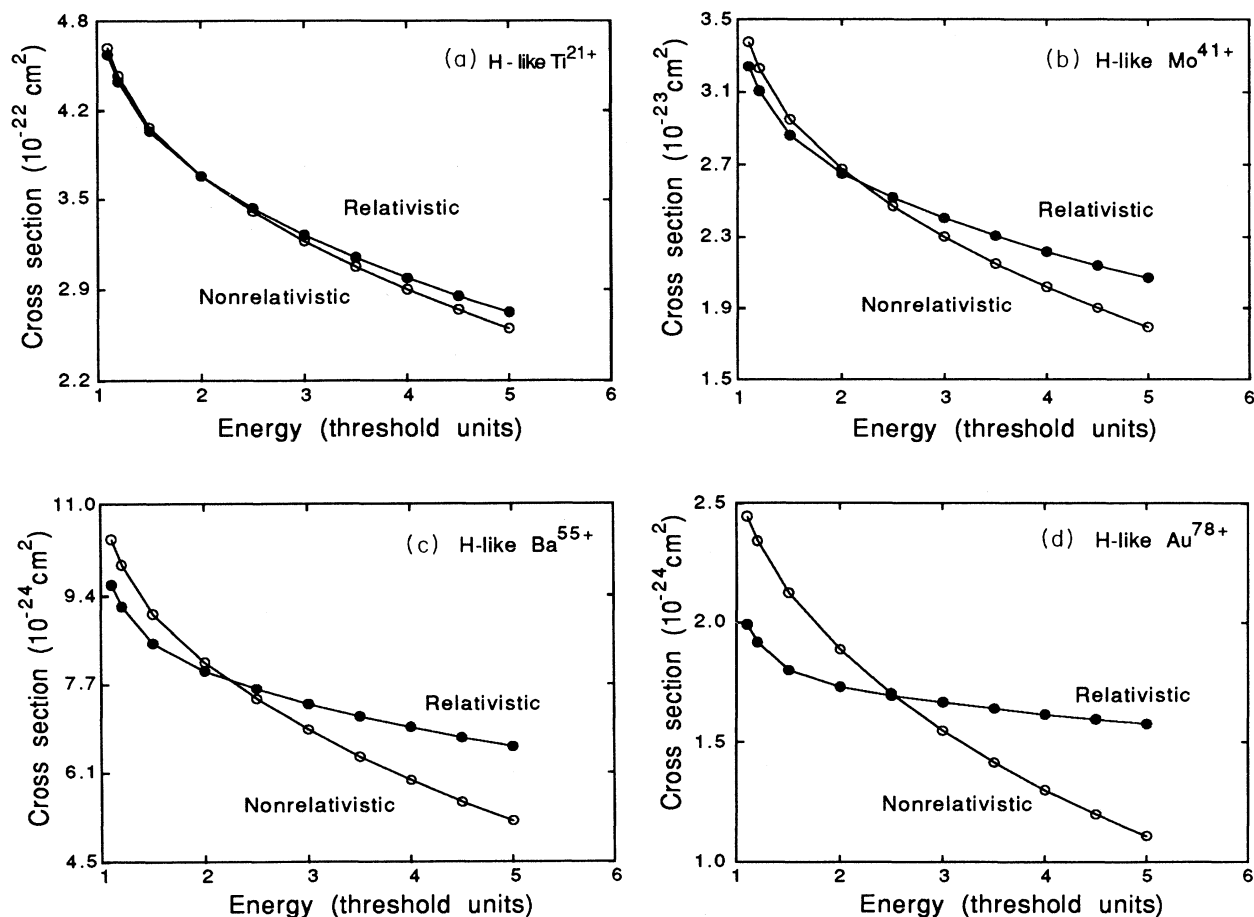 (a) H-like Ti21+
Cross section (10-22 cm2)
4.8
4.2
3.5
2.9
2.2
Relativistic
Nonrelativistic
1 2 3 4 5 6
Energy (threshold units)
(b) H-like Mo41+
Cross section (10-23 cm2)
3.5
3.1
2.7
2.3
1.9
1.5
Relativistic
Nonrelativistic
1 2 3 4 5 6
Energy (threshold units)
(c) H-like Ba55+
Cross section (10-24 cm2)
11.0
9.4
7.7
6.1
4.5
Relativistic
Nonrelativistic
1 2 3 4 5 6
Energy (threshold units)
(d) H-like Au78+
Cross section (10-24 cm2)
2.5
2.0
1.5
1.0
Relativistic
Nonrelativistic
1 2 3 4 5 6
Energy (threshold units)